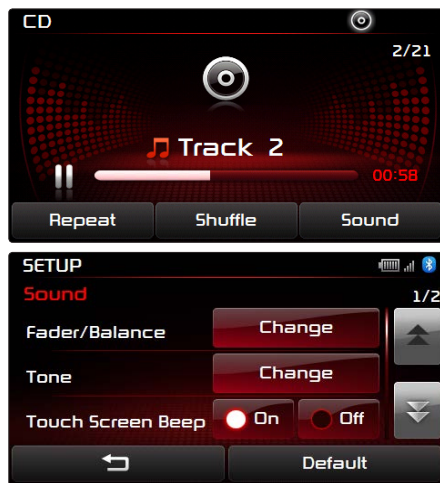 CD
2/21
Track 2
00:58
Repeat Shuffle Sound
SETUP
Sound
1/2
Fader/Balance Change
Tone Change
Touch Screen Beep On Off
Default